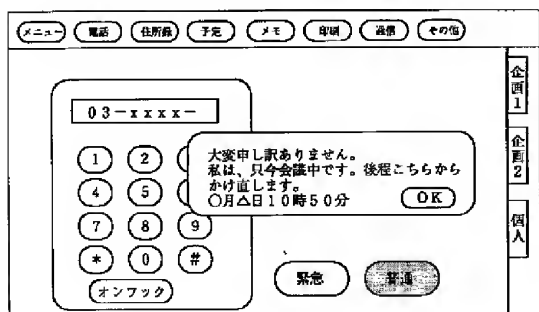 メニュー 電話 住所録 予定 メモ 印刷 通信 その他
企画1
企画2
個人
03-xxxx-
1 2
4 5
7 8 9
* 0 #
オンフック
大変申し訳ありません。
私は、只今会議中です。後程こちらから
かけ直します。
〇月△日10時50分
OK
緊急 普通